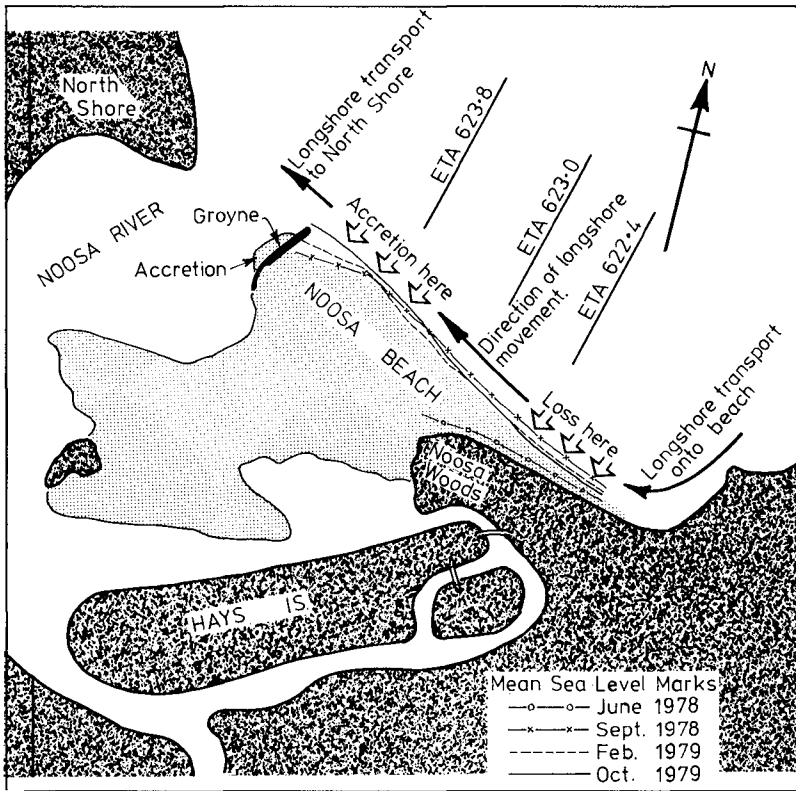 North
Shore
Longshore transport
to North Shore
ETA 623·8
N
ETA 623·0
ETA 622·4
NOOSA RIVER
Groyne
Accretion
Accretion here
Direction of longshore
movement.
NOOSA
BEACH
Loss here
Longshore transport
onto beach
Noosa
Woods
HAYS IS.
Mean Sea Level Marks
June 1978
Sept. 1978
Feb. 1979
Oct. 1979